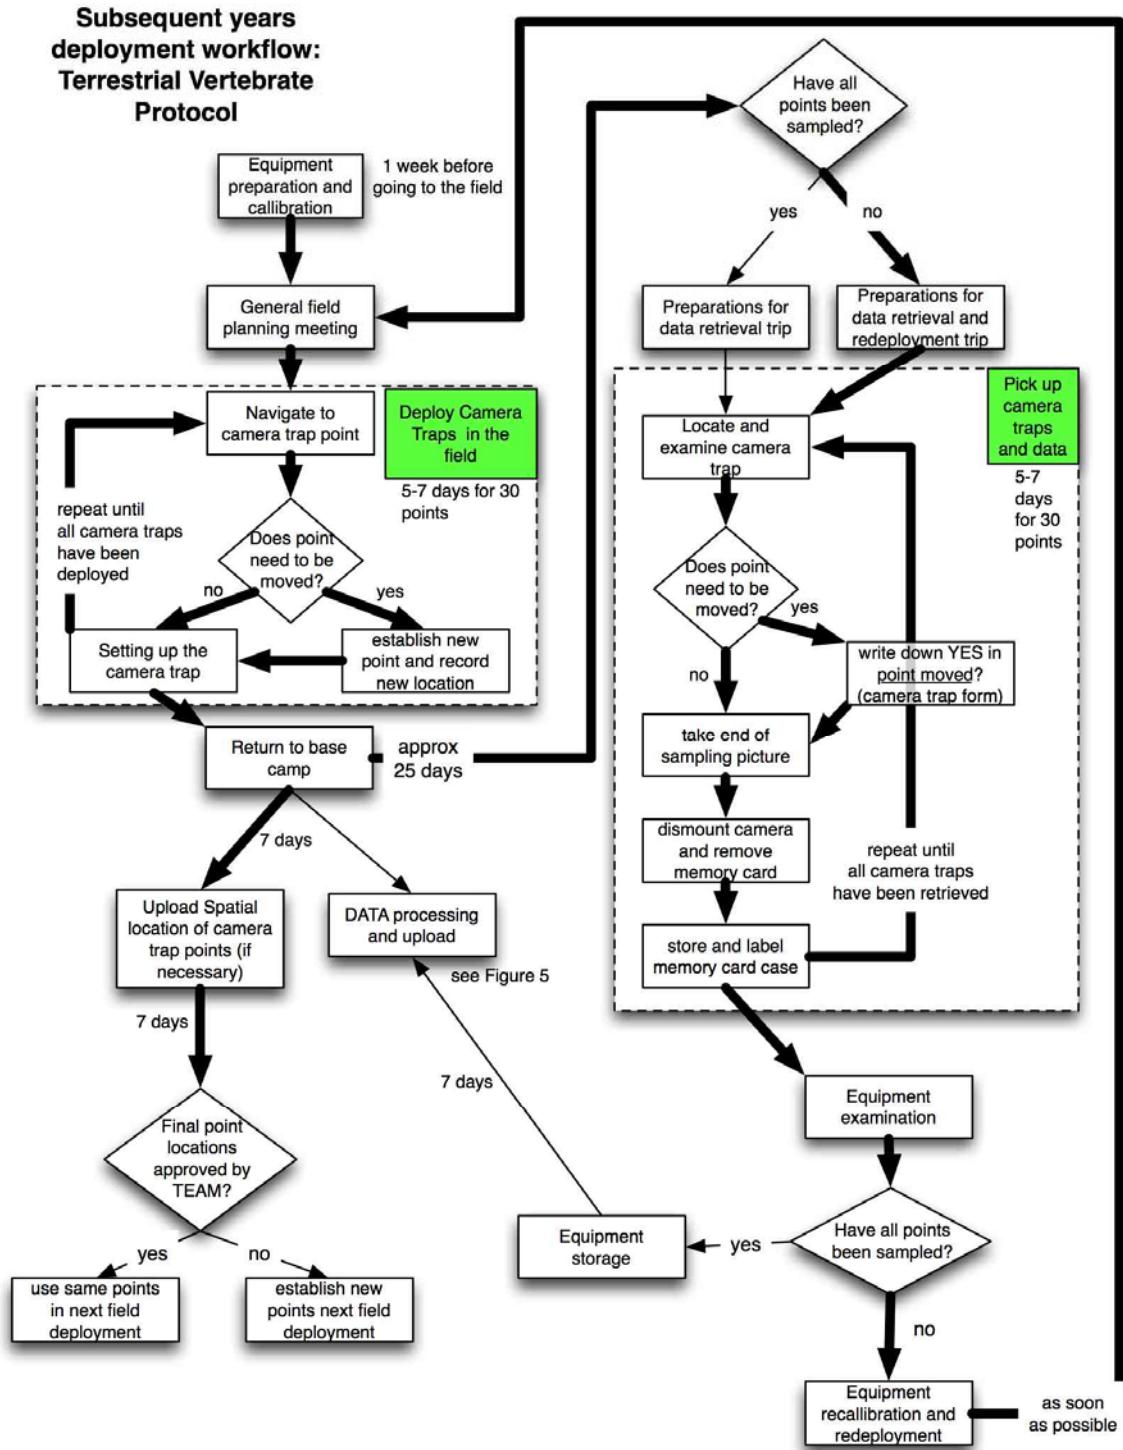 Subsequent years
deployment workflow:
Terrestrial Vertebrate
Protocol
Equipment
preparation and
callibration
1 week before
going to the field
General field
planning meeting
Navigate to
camera trap point
Deploy Camera
Traps in the
field
5-7 days for 30
points
repeat until
all camera traps
have been
deployed
Does point
need to be
moved?
no
yes
Setting up the
camera trap
establish new
point and record
new location
Return to base
camp
approx
25 days
7 days
Upload Spatial
location of camera
trap points (if
necessary)
DATA processing
and upload
see Figure 5
7 days
Final point
locations
approved by
TEAM?
yes
no
use same points
in next field
deployment
establish new
points next field
deployment
Have all
points been
sampled?
yes
no
Preparations for
data retrieval trip
Preparations for
data retrieval and
redeployment trip
Pick up
camera
traps
and data
5-7
days
for 30
points
Locate and
examine camera
trap
Does point
need to be
moved?
yes
no
write down YES in
point moved?
(camera trap form)
take end of
sampling picture
dismount camera
and remove
memory card
repeat until
all camera traps
have been retrieved
store and label
memory card case
7 days
Equipment
examination
Have all points
been sampled?
yes
Equipment
storage
no
Equipment
recallibration and
redeployment
as soon
as possible